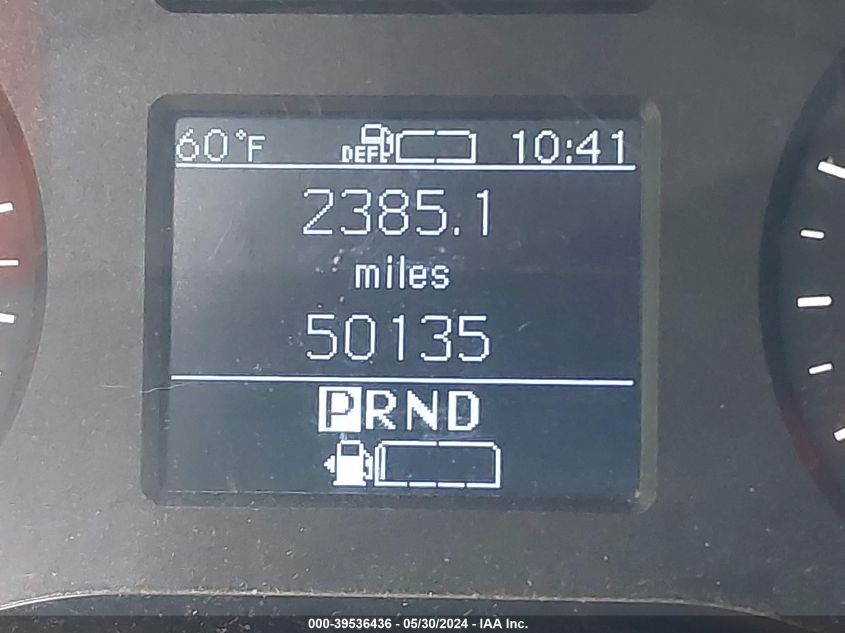 60°F DEF 10:41
2385.1
miles
50135
PRND
000-39536436 - 05/30/2024 - IAA Inc.